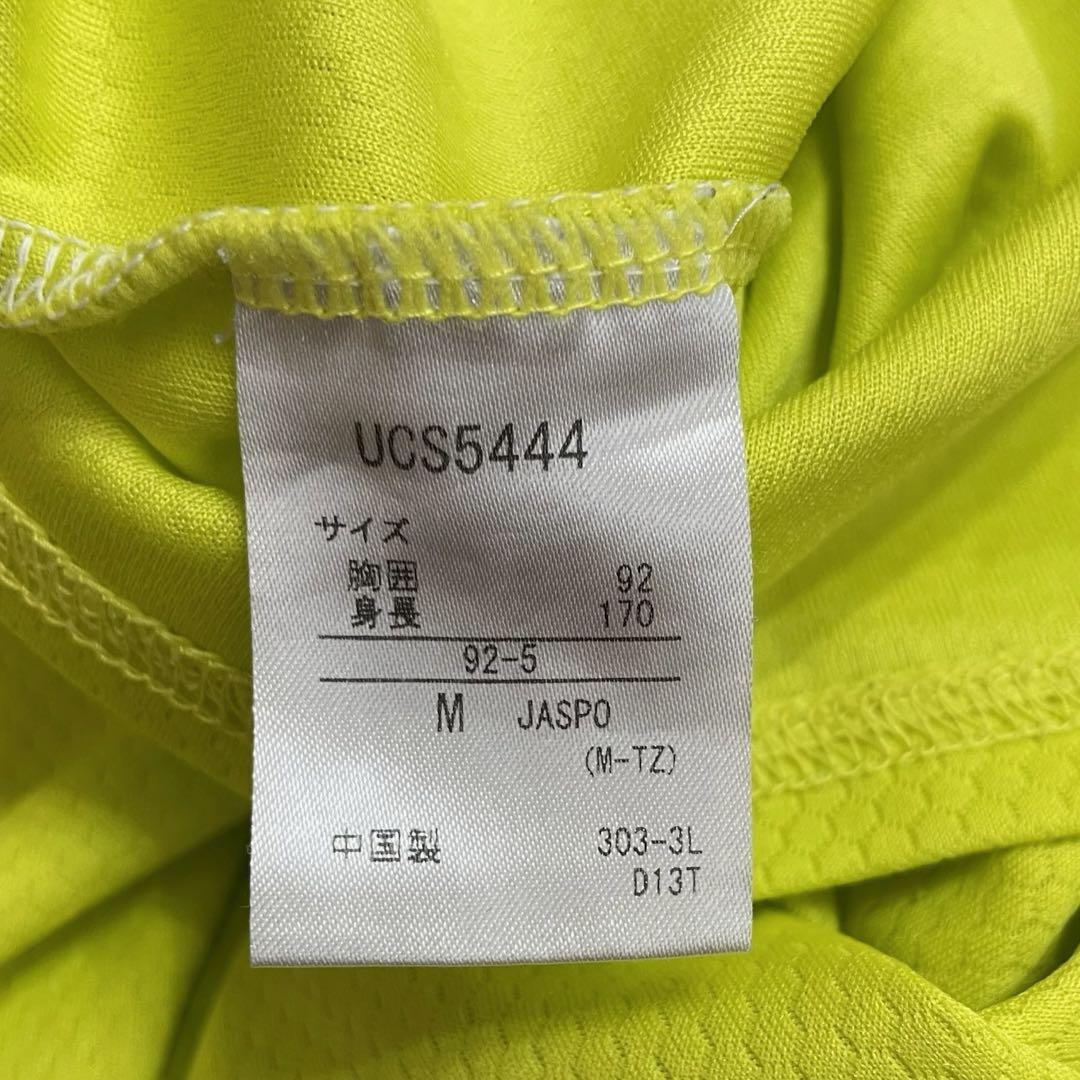 UCS5444
サイズ
胸囲 92
身長 170
92-5
M JASPO
(M-TZ)
中国製 303-3L
D13T